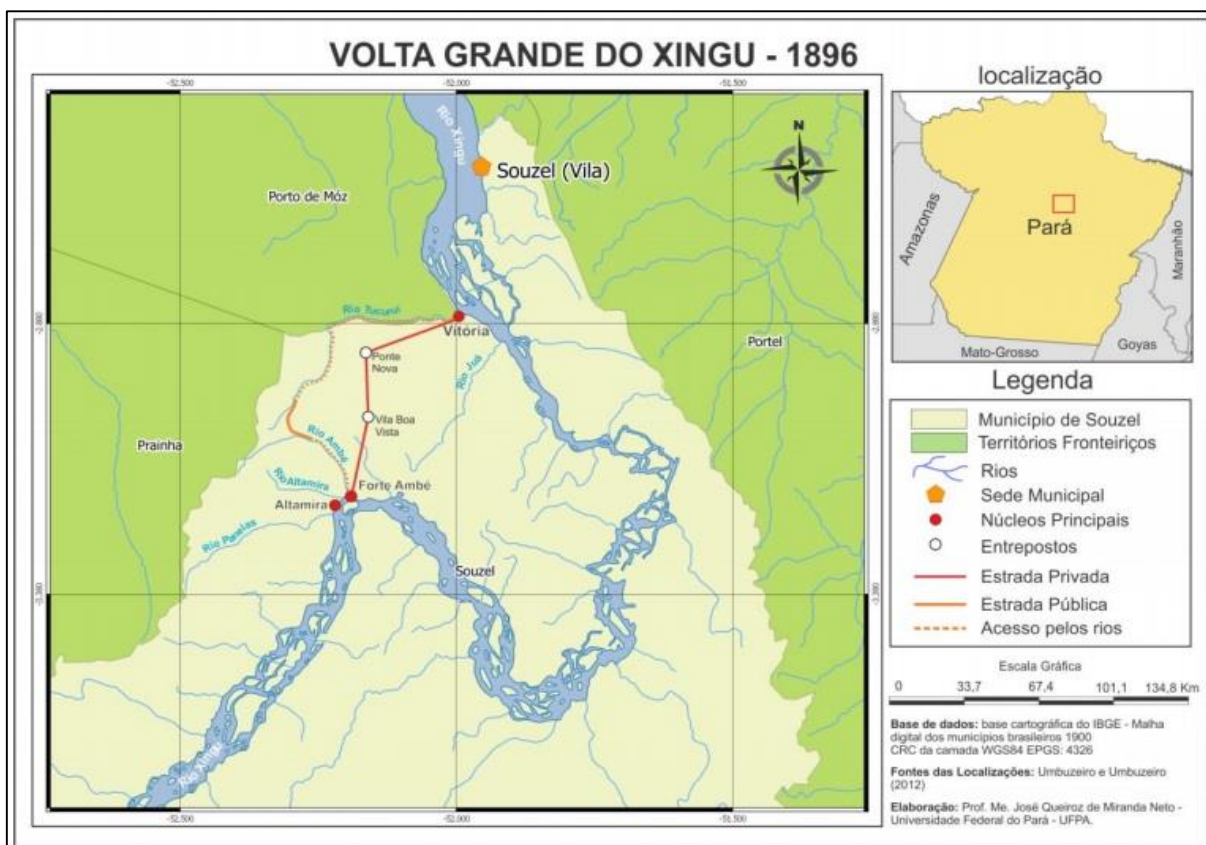 VOLTA GRANDE DO XINGU - 1896
-52.500
-52.000
-51.500
Rio Xingu
Souzel (Vila)
N
Porto de Móz
Rio Tucuruí
Vitória
Ponte
Nova
Rio Juá
Portel
Vila Boa
Vista
Prainha
Rio Ambé
Rio Altamira
Forte Ambé
Altamira
Rio Panelas
Souzel
Rio Xingu
-52.500
-52.000
-51.500
localização
Amazonas
Pará
Maranhão
Mato-Grosso
Goyas
Legenda
Município de Souzel
Territórios Fronteiriços
Rios
Sede Municipal
Núcleos Principais
Entrepostos
Estrada Privada
Estrada Pública
Acesso pelos rios
Escala Gráfica
0 33,7 67,4 101,1 134,8 Km
Base de dados: base cartográfica do IBGE - Malha
digital dos municípios brasileiros 1900
CRC da camada WGS84 EPGS: 4326
Fontes das Localizações: Umbuzeiro e Umbuzeiro
(2012)
Elaboração: Prof. Me. José Queiroz de Miranda Neto -
Universidade Federal do Pará - UFPA.